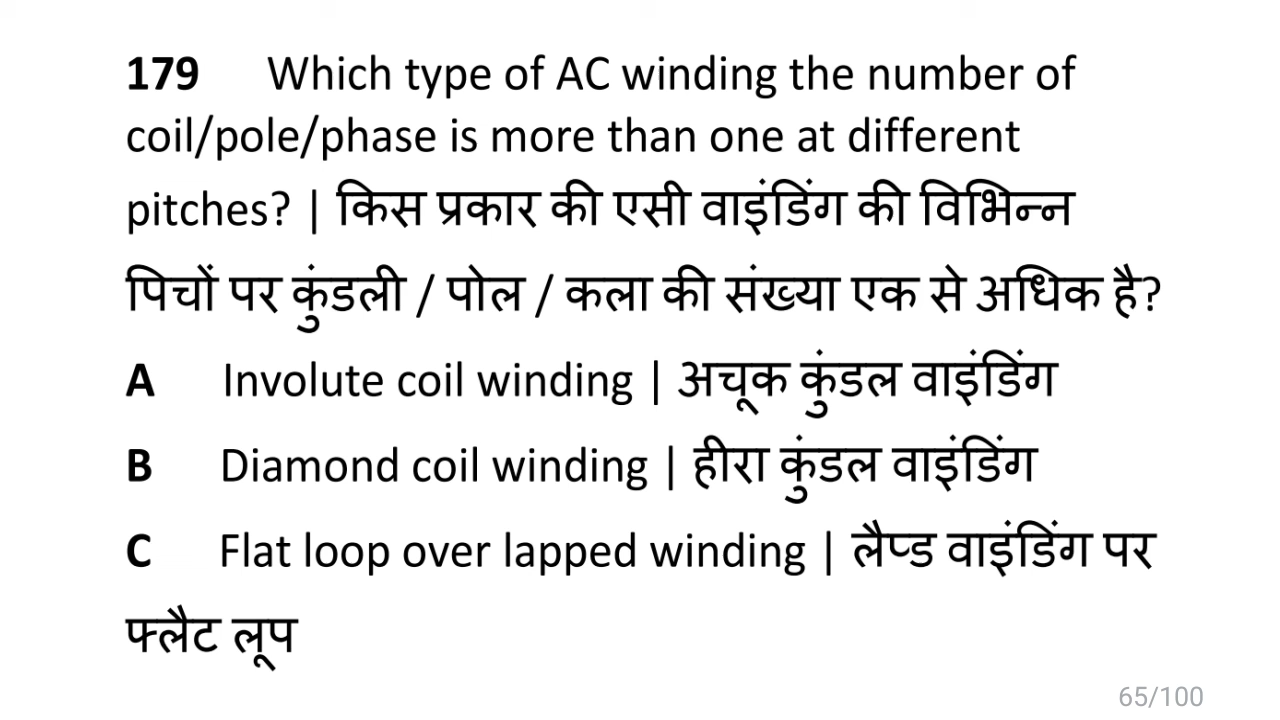 179 Which type of AC winding the number of
coil/pole/phase is more than one at different
pitches? | किस प्रकार की एसी वाइंडिंग की विभिन्न
पिचों पर कुंडली / पोल / कला की संख्या एक से अधिक है?
A Involute coil winding | अचूक कुंडल वाइंडिंग
B Diamond coil winding | हीरा कुंडल वाइंडिंग
C Flat loop over lapped winding | लैप्ड वाइंडिंग पर
फ्लैट लूप
65/100